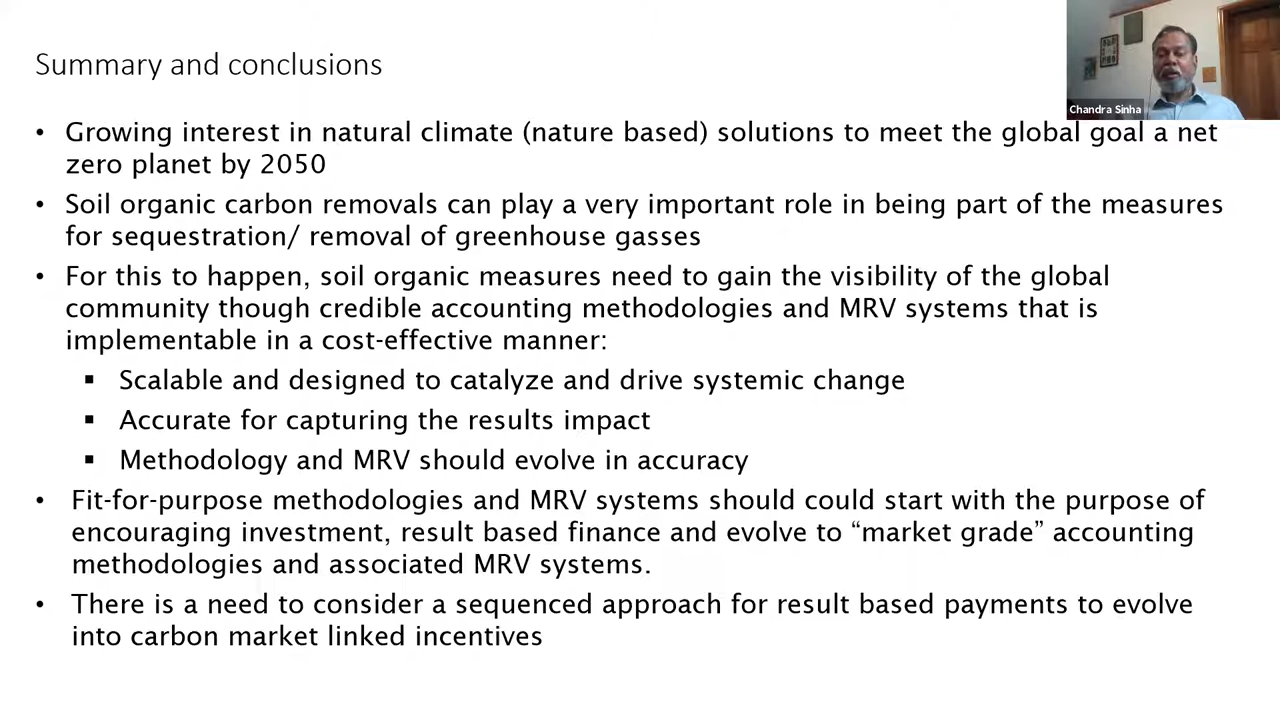 Summary and conclusions
Chandra Sinha
• Growing interest in natural climate (nature based) solutions to meet the global goal a net
zero planet by 2050
• Soil organic carbon removals can play a very important role in being part of the measures
for sequestration/ removal of greenhouse gasses
• For this to happen, soil organic measures need to gain the visibility of the global
community though credible accounting methodologies and MRV systems that is
implementable in a cost-effective manner:
▪ Scalable and designed to catalyze and drive systemic change
▪ Accurate for capturing the results impact
▪ Methodology and MRV should evolve in accuracy
• Fit-for-purpose methodologies and MRV systems should could start with the purpose of
encouraging investment, result based finance and evolve to “market grade” accounting
methodologies and associated MRV systems.
• There is a need to consider a sequenced approach for result based payments to evolve
into carbon market linked incentives